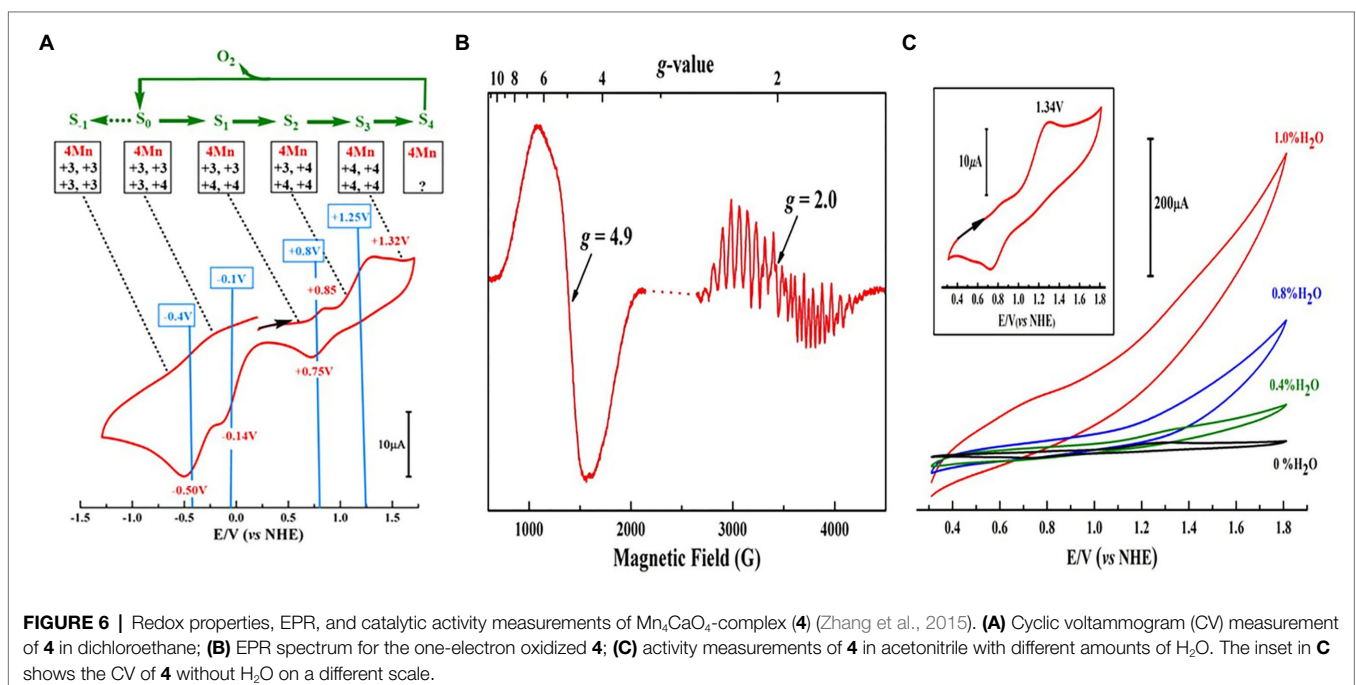 A
O₂
S₋₁ S₀ S₁ S₂ S₃ S₄
4Mn 4Mn 4Mn 4Mn 4Mn 4Mn
+3, +3 +3, +3 +3, +3 +3, +4 +4, +4
+3, +3 +3, +4 +4, +4 +4, +4 +4, +4 ?
+1.25V
+1.32V
+0.8V
-0.1V
+0.85
-0.4V
+0.75V
-0.14V
10µA
-0.50V
-1.5 -1.0 -0.5 0.0 0.5 1.0 1.5
E/V (vs NHE)
B
g-value
10 8 6 4 2
g = 2.0
g = 4.9
1000 2000 3000 4000
Magnetic Field (G)
C
1.34V
10µA
0.4 0.6 0.8 1.0 1.2 1.4 1.6 1.8
E/V(vs NHE)
1.0%H₂O
200µA
0.8%H₂O
0.4%H₂O
0 %H₂O
0.4 0.6 0.8 1.0 1.2 1.4 1.6 1.8
E/V (vs NHE)
FIGURE 6 | Redox properties, EPR, and catalytic activity measurements of Mn₄CaO₄-complex (4) (Zhang et al., 2015). (A) Cyclic voltammogram (CV) measurement
of 4 in dichloroethane; (B) EPR spectrum for the one-electron oxidized 4; (C) activity measurements of 4 in acetonitrile with different amounts of H₂O. The inset in C
shows the CV of 4 without H₂O on a different scale.